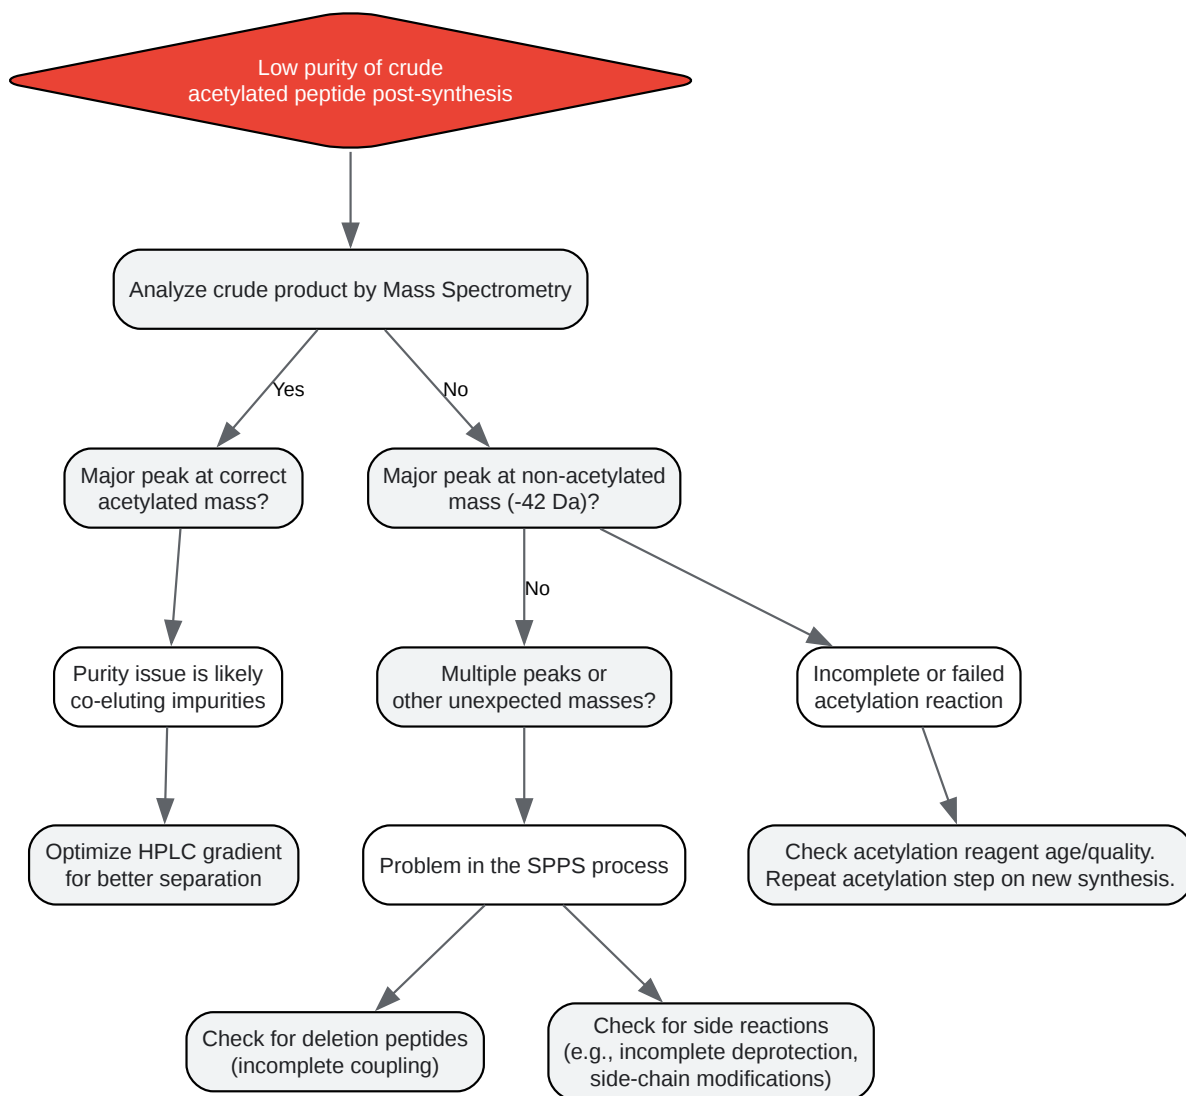 Low purity of crude
acetylated peptide post-synthesis
Analyze crude product by Mass Spectrometry
Yes
No
Major peak at correct
acetylated mass?
Major peak at non-acetylated
mass (-42 Da)?
No
Purity issue is likely
co-eluting impurities
Multiple peaks or
other unexpected masses?
Incomplete or failed
acetylation reaction
Optimize HPLC gradient
for better separation
Problem in the SPPS process
Check acetylation reagent age/quality.
Repeat acetylation step on new synthesis.
Check for deletion peptides
(incomplete coupling)
Check for side reactions
(e.g., incomplete deprotection,
side-chain modifications)